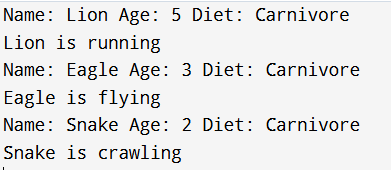 Name: Lion Age: 5 Diet: Carnivore
Lion is running
Name: Eagle Age: 3 Diet: Carnivore
Eagle is flying
Name: Snake Age: 2 Diet: Carnivore
Snake is crawling